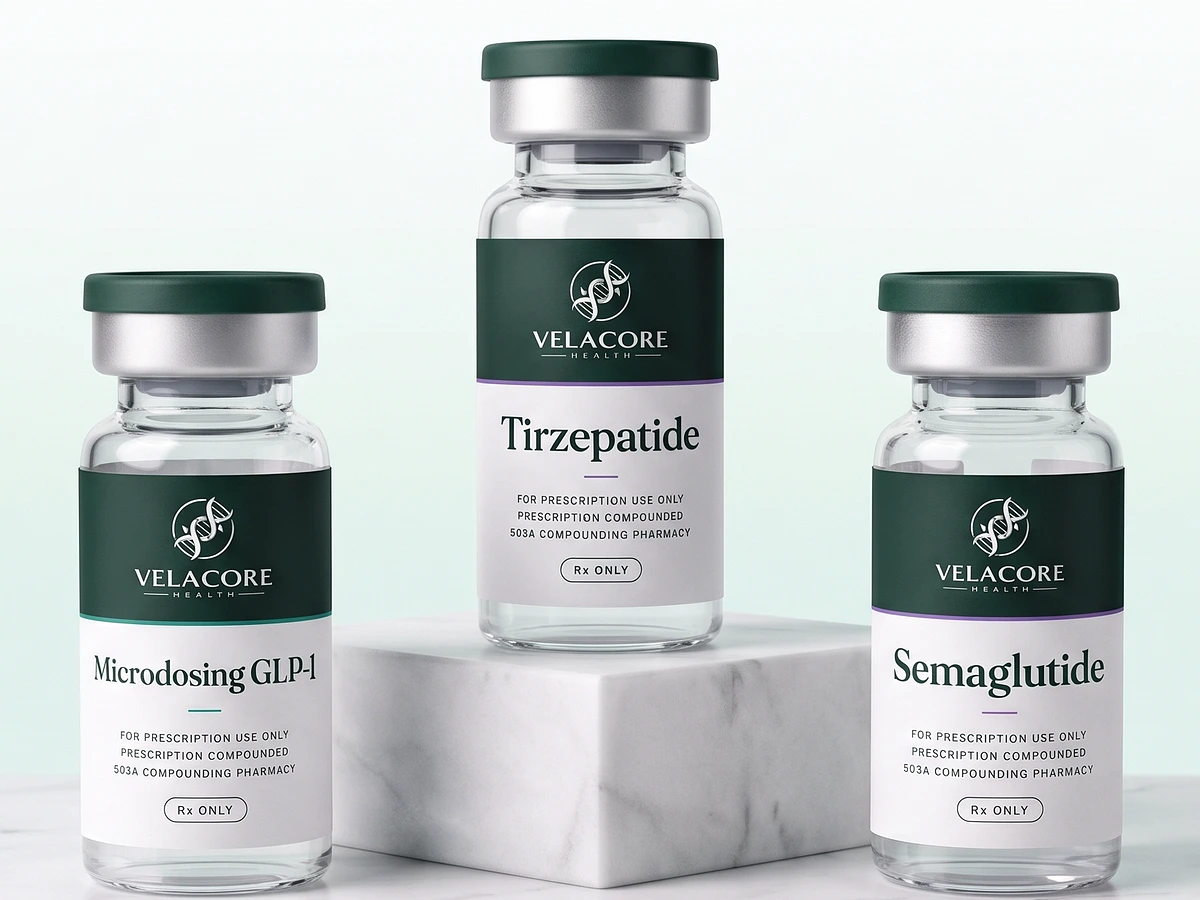 VELACORE
HEALTH
Tirzepatide
FOR PRESCRIPTION USE ONLY
PRESCRIPTION COMPOUNDED
503A COMPOUNDING PHARMACY
Rx ONLY
VELACORE
HEALTH
Microdosing GLP-1
FOR PRESCRIPTION USE ONLY
PRESCRIPTION COMPOUNDED
503A COMPOUNDING PHARMACY
Rx ONLY
VELACORE
HEALTH
Semaglutide
FOR PRESCRIPTION USE ONLY
PRESCRIPTION COMPOUNDED
503A COMPOUNDING PHARMACY
Rx ONLY